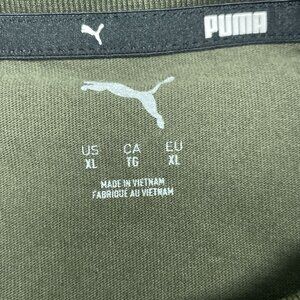 PUMA
US CA EU
XL TG XL
MADE IN VIETNAM
FABRIQUÉ AU VIETNAM